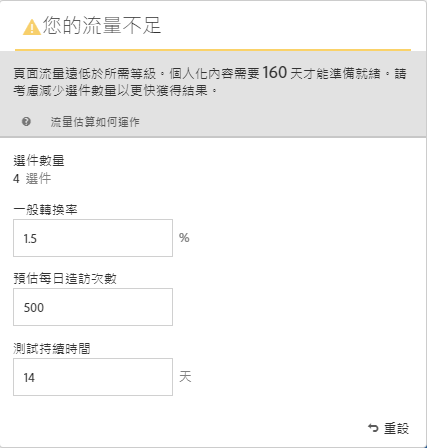 您的流量不足
頁面流量遠低於所需等級。個人化內容需要 160 天才能準備就緒。請
考慮減少選件數量以更快獲得結果。
流量估算如何運作
選件數量
4 選件
一般轉換率
1.5 %
預估每日造訪次數
500
測試持續時間
14 天
重設